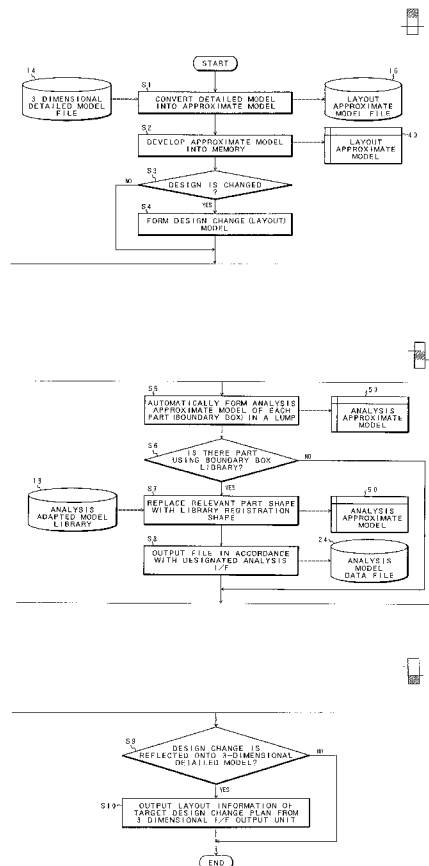 START
14
3 DIMENSIONAL
DETAILED MODEL
FILE
S1
CONVERT DETAILED MODEL
INTO APPROXIMATE MODEL
16
LAYOUT
APPROXIMATE
MODEL FILE
S2
DEVELOP APPROXIMATE MODEL
INTO MEMORY
40
LAYOUT
APPROXIMATE
MODEL
S3
DESIGN IS CHANGED
?
NO
YES
S4
FORM DESIGN CHANGE (LAYOUT)
MODEL
S5
AUTOMATICALLY FORM ANALYSIS
APPROXIMATE MODEL OF EACH
PART (BOUNDARY BOX) IN A LUMP
50
ANALYSIS
APPROXIMATE
MODEL
S6
IS THERE PART
USING BOUNDARY BOX
LIBRARY?
NO
YES
18
ANALYSIS
ADAPTED MODEL
LIBRARY
S7
REPLACE RELEVANT PART SHAPE
WITH LIBRARY REGISTRATION
SHAPE
50
ANALYSIS
APPROXIMATE
MODEL
S8
OUTPUT FILE IN ACCORDANCE
WITH DESIGNATED ANALYSIS
I/F
24
ANALYSIS
MODEL
DATA FILE
S9
DESIGN CHANGE IS
REFLECTED ONTO 3-DIMENSIONAL
DETAILED MODEL?
NO
YES
S10
OUTPUT LAYOUT INFORMATION OF
TARGET DESIGN CHANGE PLAN FROM
3 DIMENSIONAL I/F OUTPUT UNIT
END